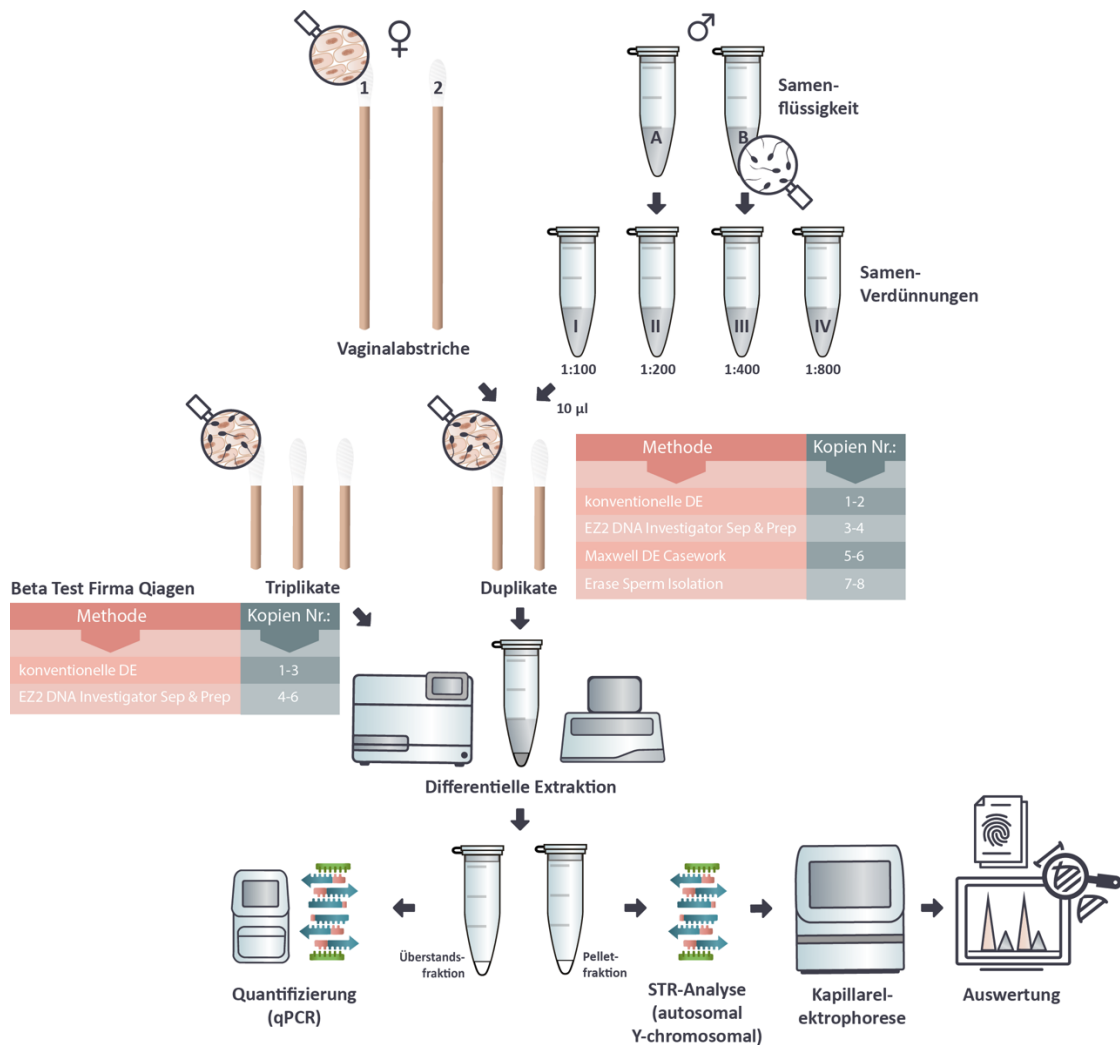 1
2
A
B
Samen-
flüssigkeit
I
II
III
IV
Samen-
Verdünnungen
1:100
1:200
1:400
1:800
Vaginalabstriche
10 µl
Methode
Kopien Nr.:
konventionelle DE
1-2
EZ2 DNA Investigator Sep & Prep
3-4
Maxwell DE Casework
5-6
Erase Sperm Isolation
7-8
Beta Test Firma Qiagen
Triplikate
Duplikate
Methode
Kopien Nr.:
konventionelle DE
1-3
EZ2 DNA Investigator Sep & Prep
4-6
Differentielle Extraktion
Überstands-
fraktion
Pellet-
fraktion
Quantifizierung
(qPCR)
STR-Analyse
(autosomal
Y-chromosomal)
Kapillarel-
ektrophorese
Auswertung